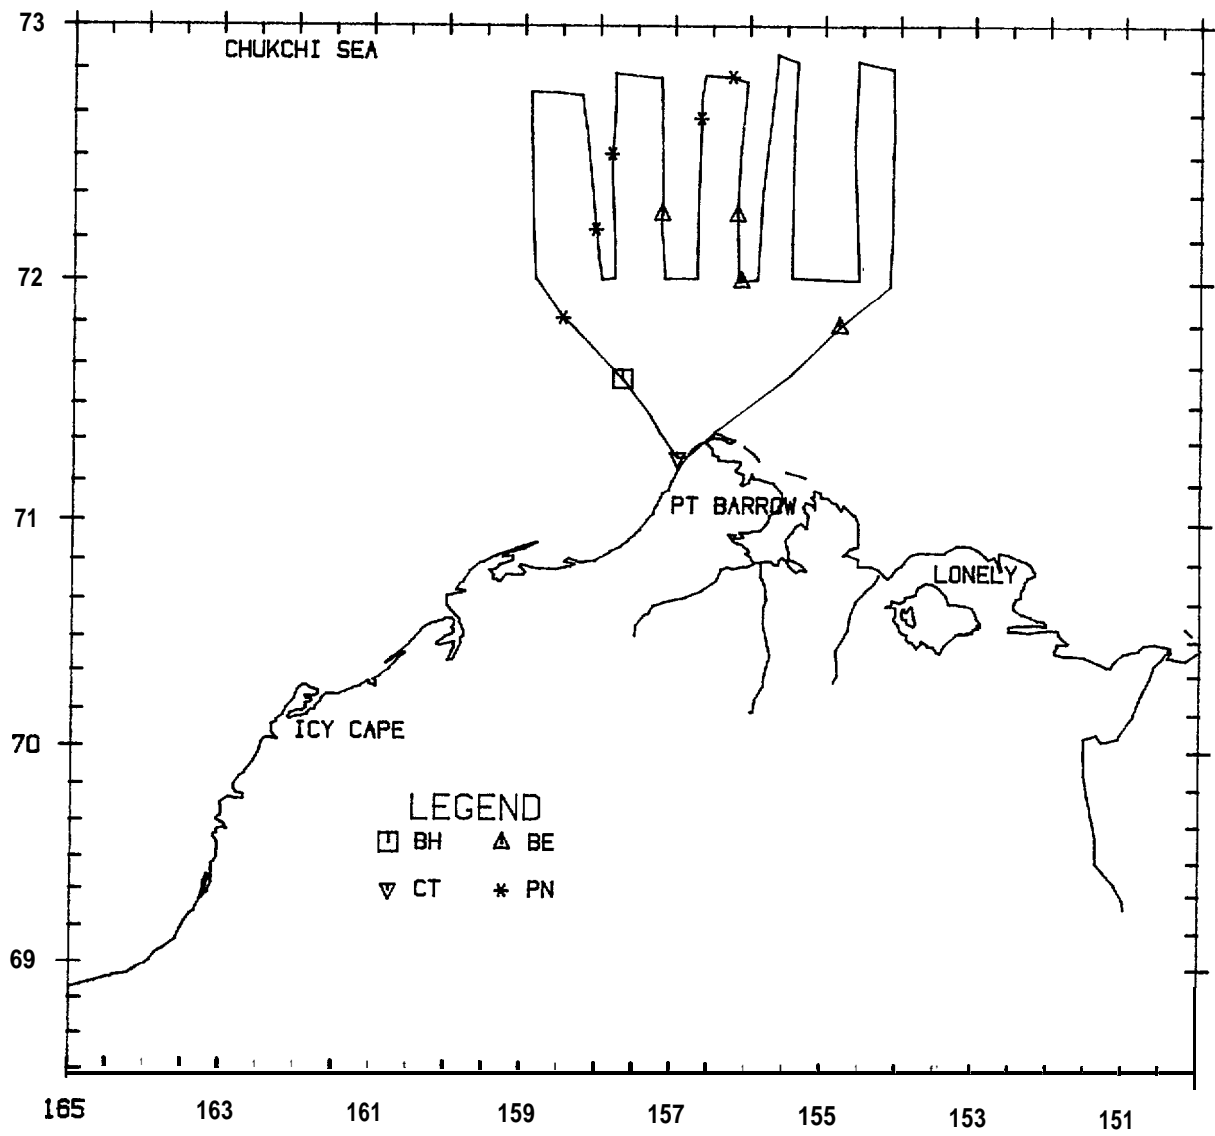 73
CHUKCHI SEA
72
71
PT BARROW
LONELY
70
ICY CAPE
LEGEND
BH BE
CT PN
69
165 163 161 159 157 155 153 151